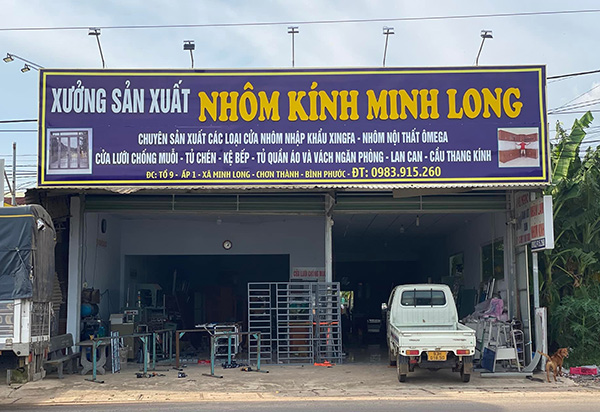 XƯỞNG SẢN XUẤT NHÔM KÍNH MINH LONG
CHUYÊN SẢN XUẤT CÁC LOẠI CỬA NHÔM NHẬP KHẨU XINGFA - NHÔM NỘI THẤT ÔMEGA
CỬA LƯỚI CHỐNG MUỖI - TỦ CHÉN - KỆ BẾP - TỦ QUẦN ÁO VÀ VÁCH NGĂN PHÒNG - LAN CAN - CẦU THANG KÍNH
ĐC: TỔ 9 - ẤP 1 - XÃ MINH LONG - CHƠN THÀNH - BÌNH PHƯỚC - ĐT: 0983.915.260